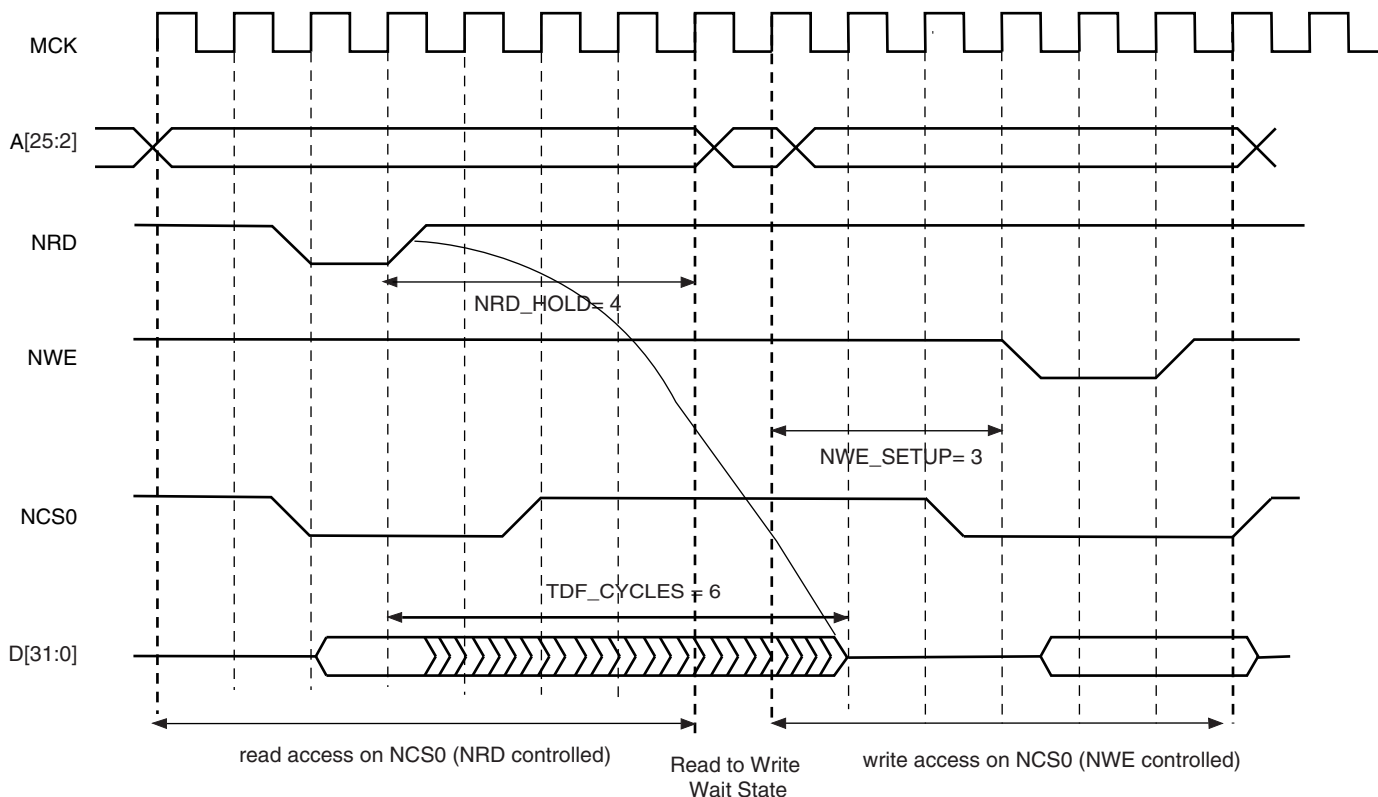 MCK
A[25:2]
NRD
NRD_HOLD= 4
NWE
NWE_SETUP= 3
NCS0
TDF_CYCLES = 6
D[31:0]
read access on NCS0 (NRD controlled)
Read to Write
Wait State
write access on NCS0 (NWE controlled)